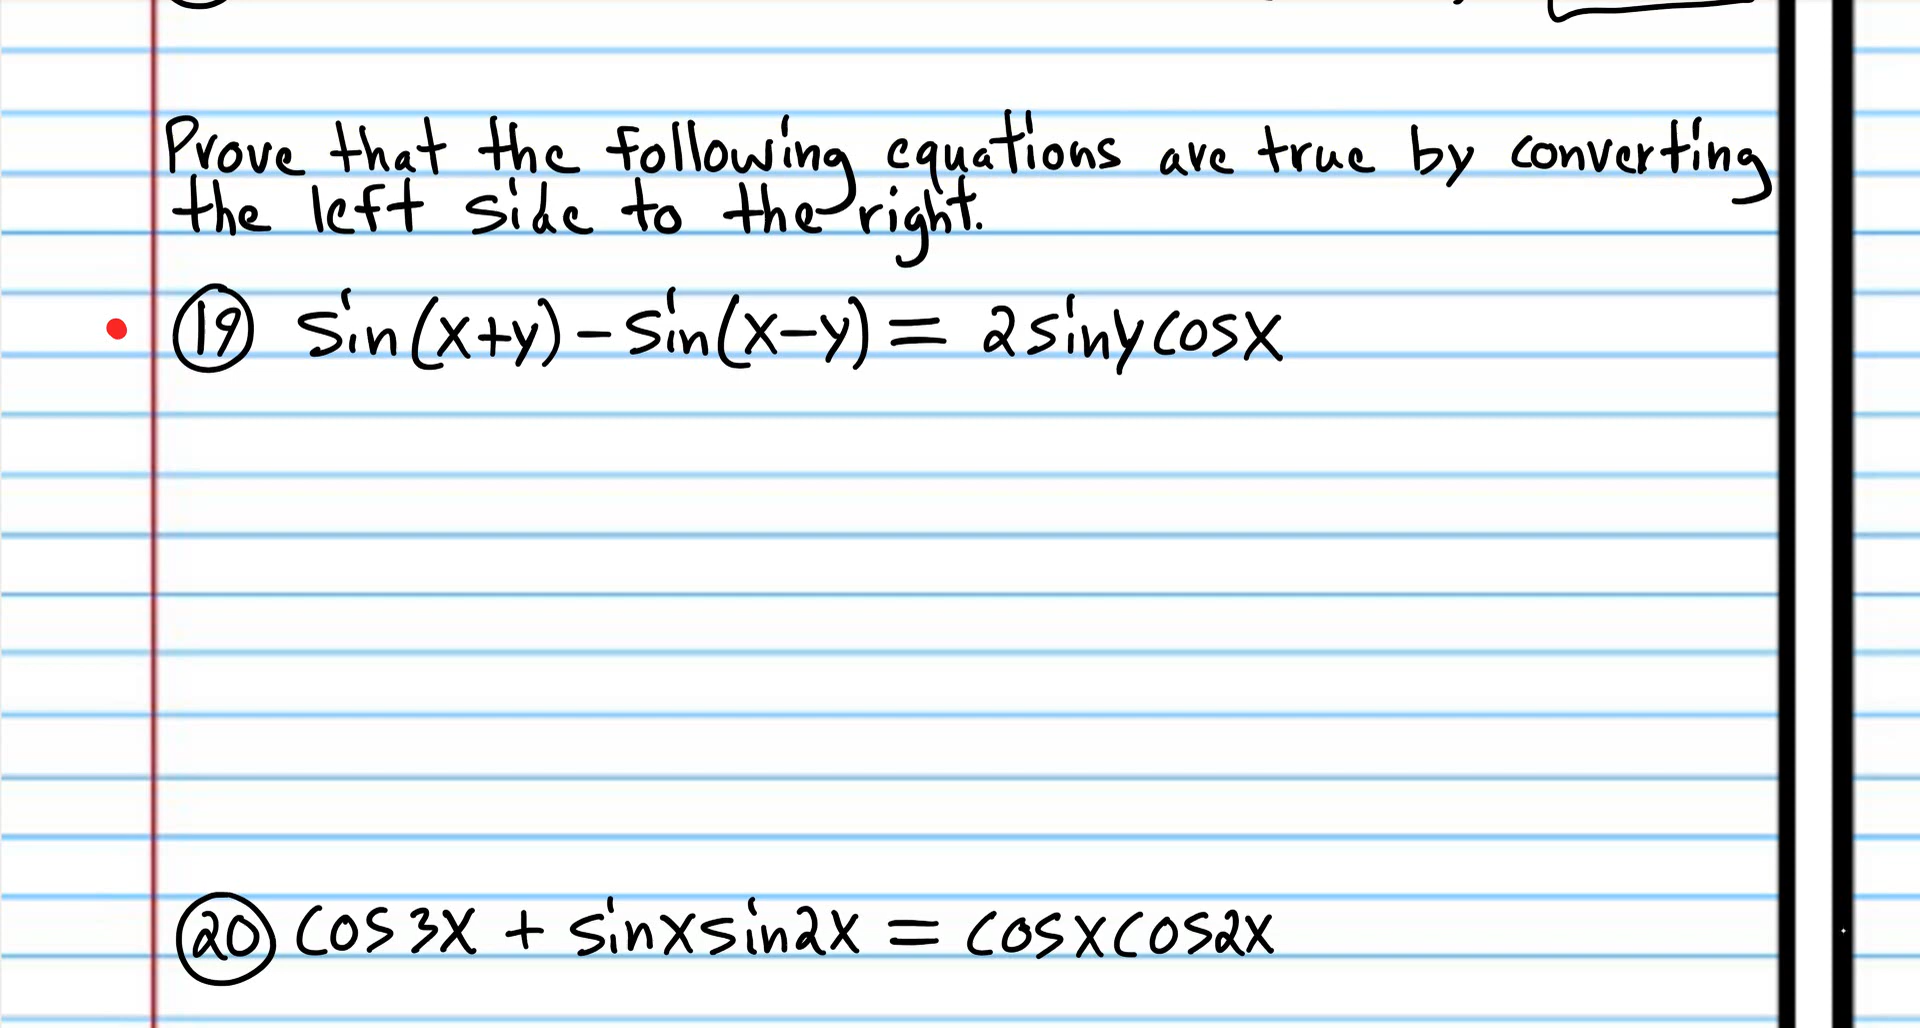 Prove that the following equations are true by converting
the left side to the right.
19 sin(x+y)-sin(x-y)= 2sinycosx
20 cos3x + sinxsin2x = cosxcos2x